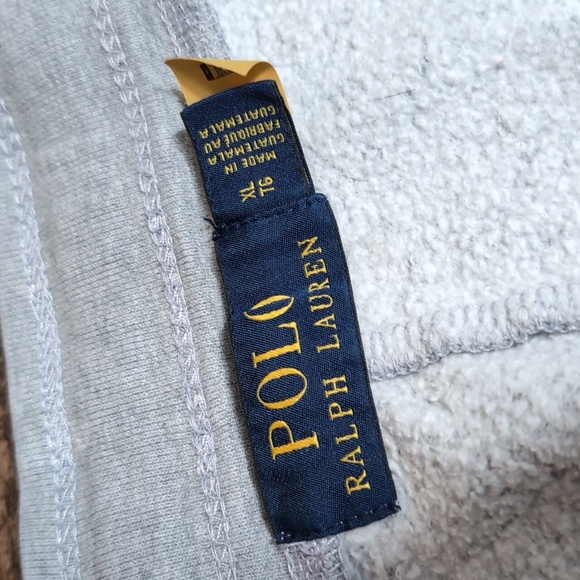 POLO
RALPH LAUREN
XL
TG
MADE IN
GUATEMALA
FABRIQUÉ AU
GUATEMALA